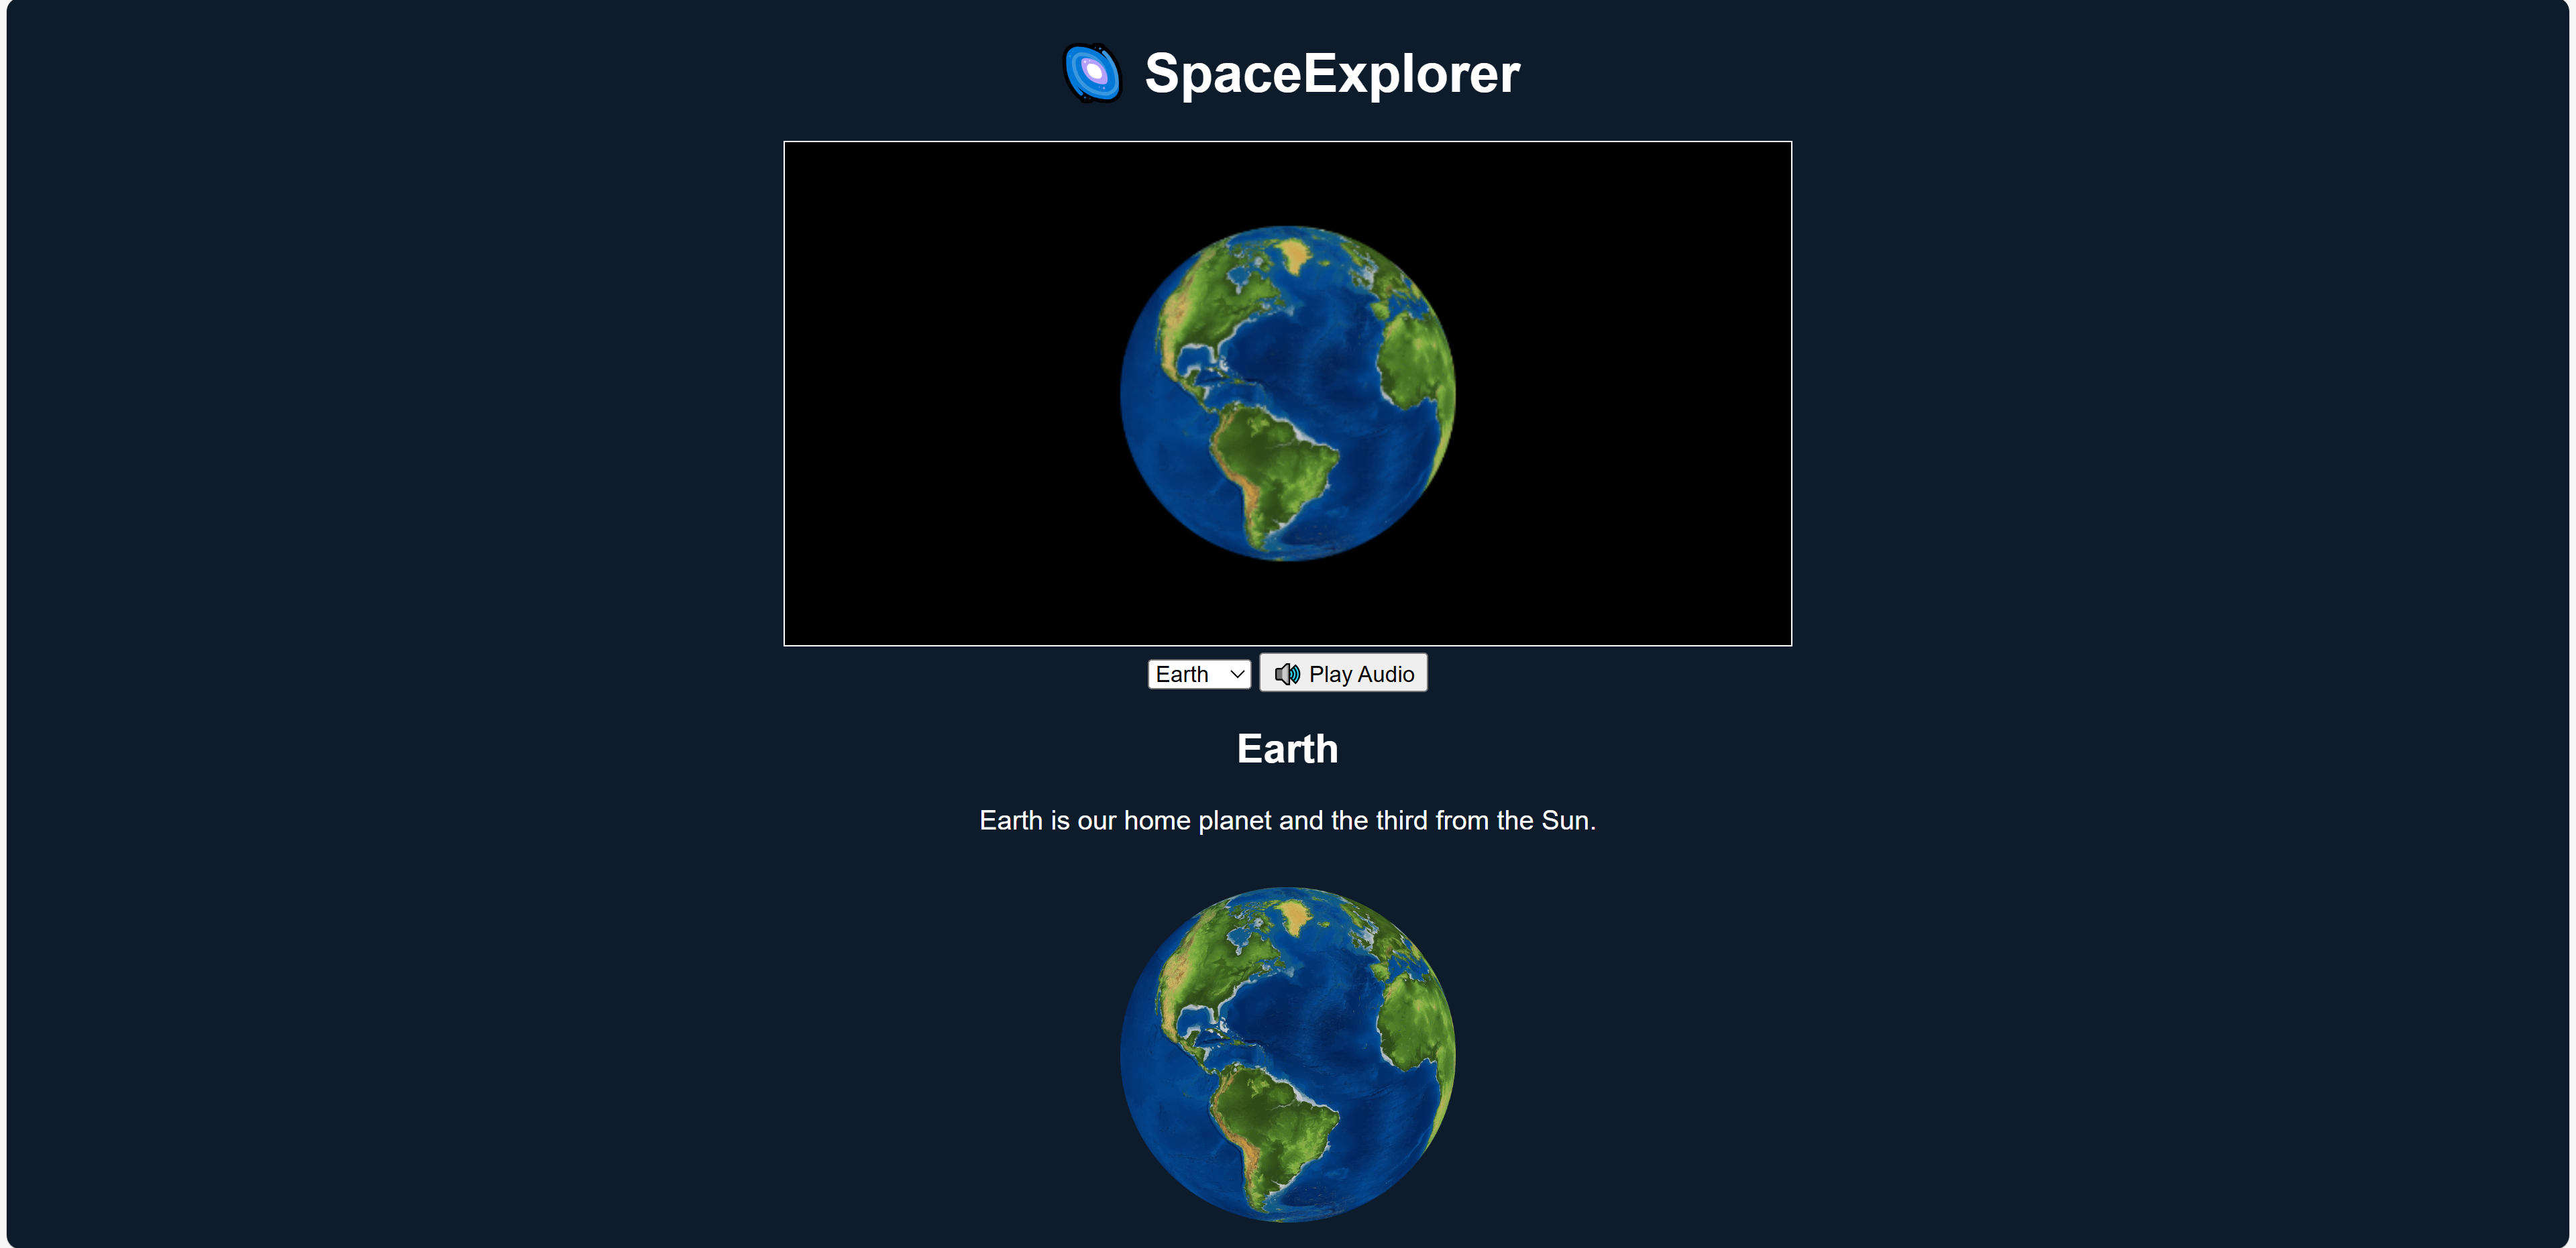 SpaceExplorer
Earth
Play Audio
Earth
Earth is our home planet and the third from the Sun.